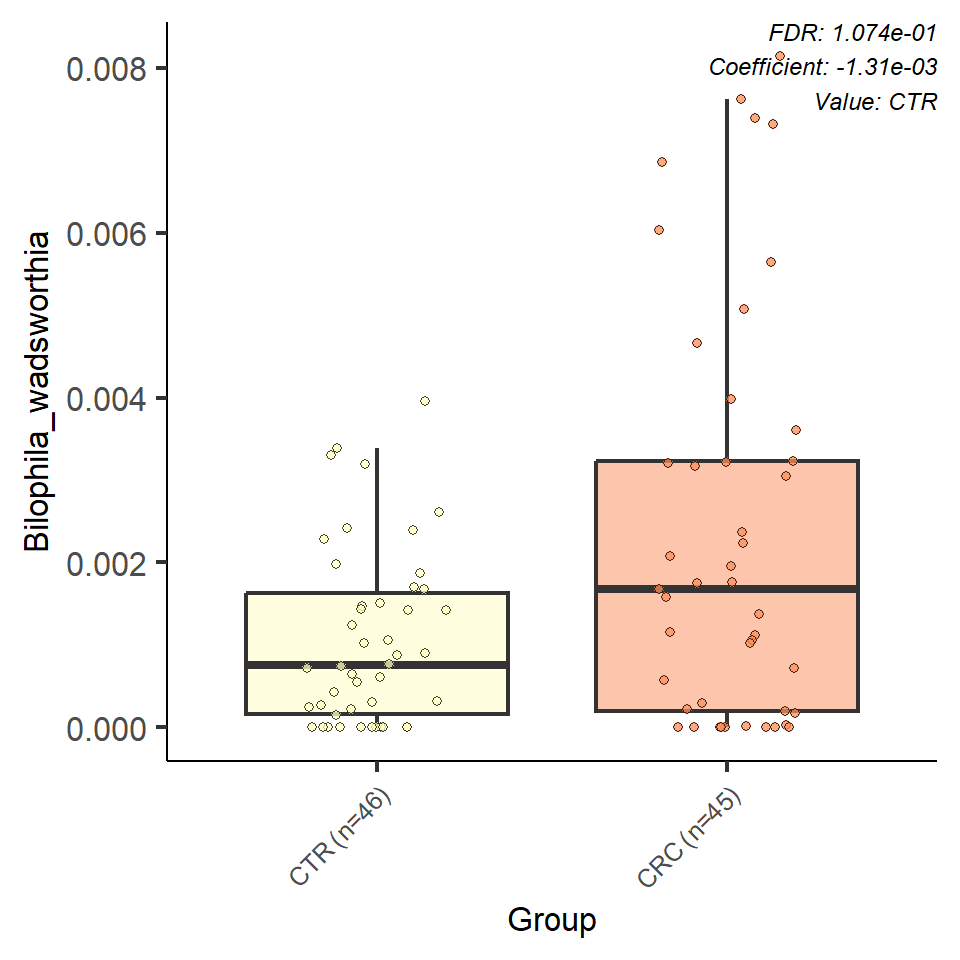 FDR: 1.074e-01
Coefficient: -1.31e-03
Value: CTR
0.008
0.006
0.004
0.002
0.000
Bilophila_wadsworthia
CTR (n=46)
CRC (n=45)
Group